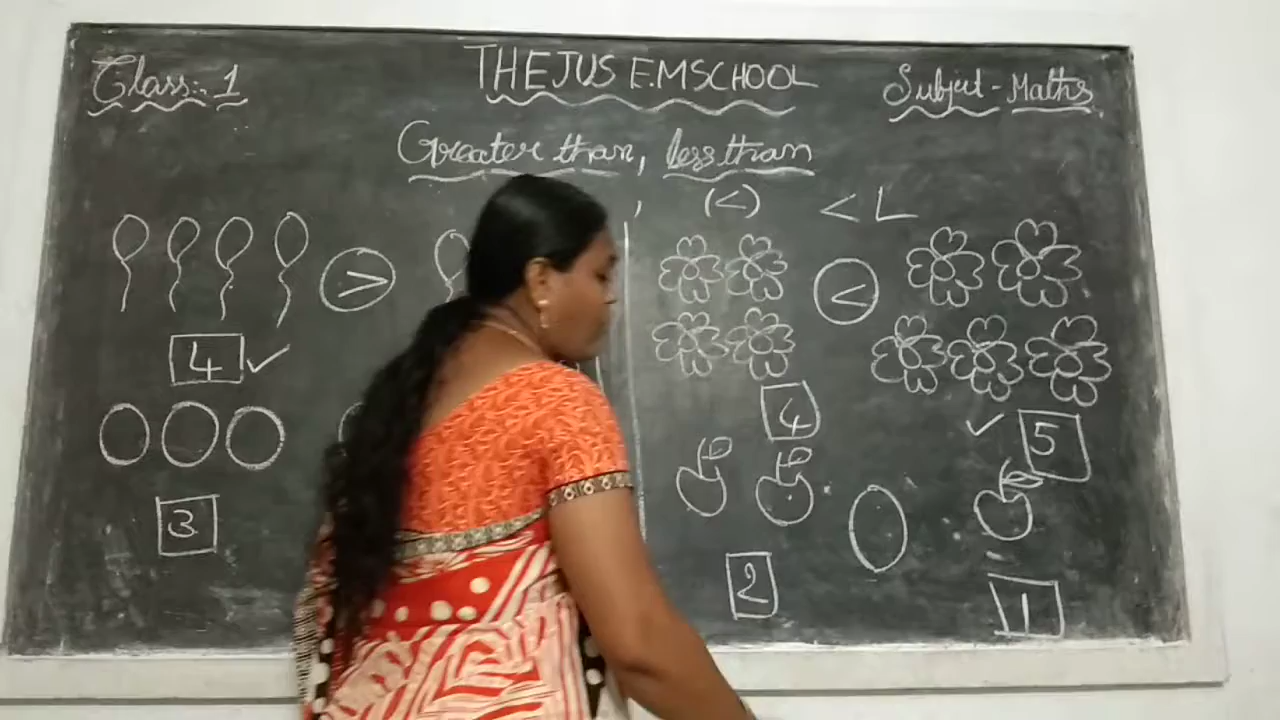 THEJUS E.M SCHOOL
Class:- 1
Subject - Maths
Greater than, less than
, (<) < L
> <
4 ✓ 4 ✓ 5
3 2 1